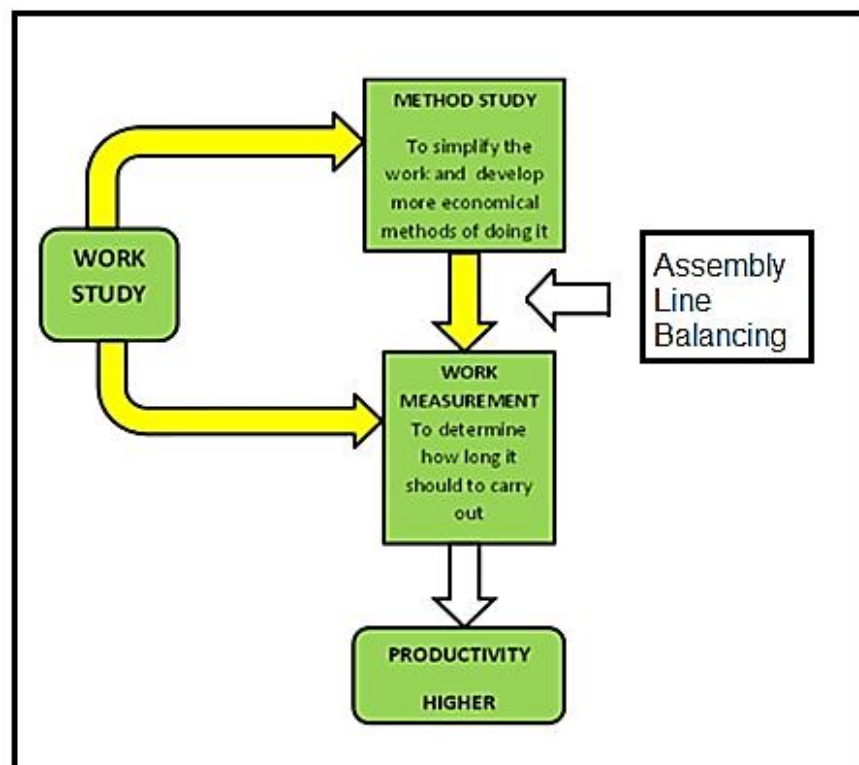 METHOD STUDY
To simplify the
work and develop
more economical
methods of doing it
WORK
STUDY
Assembly
Line
Balancing
WORK
MEASUREMENT
To determine
how long it
should to carry
out
PRODUCTIVITY
HIGHER